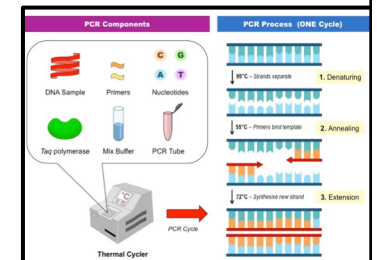 PCR Components
PCR Process (ONE Cycle)
C G
A T
DNA Sample
Primers
Nucleotides
Taq polymerase
Mix Buffer
PCR Tube
°C
Thermal Cycler
PCR Cycle
95°C – Strands separate
1. Denaturing
55°C – Primers bind template
2. Annealing
72°C – Synthesise new strand
3. Extension